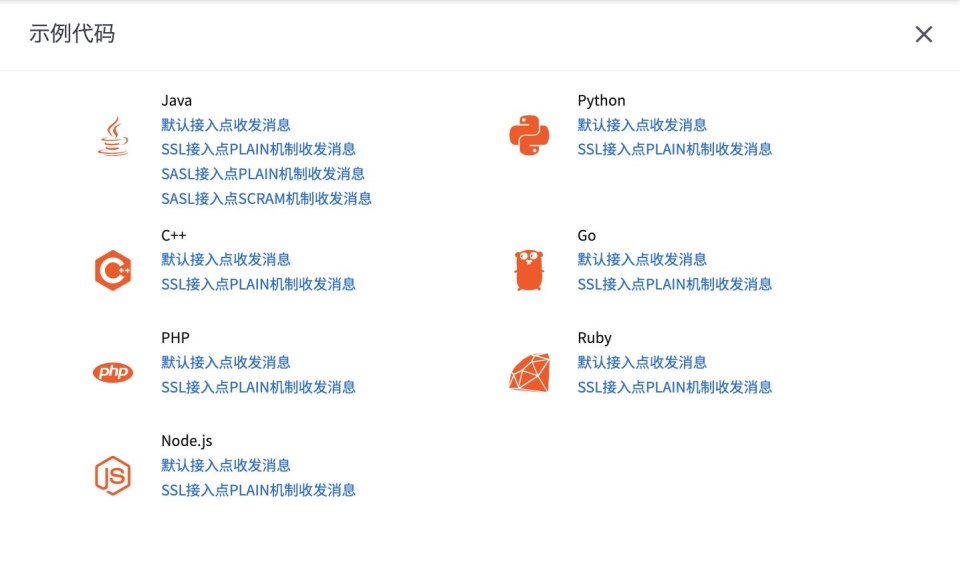 示例代码
Java
默认接入点收发消息
SSL接入点PLAIN机制收发消息
SASL接入点PLAIN机制收发消息
SASL接入点SCRAM机制收发消息
Python
默认接入点收发消息
SSL接入点PLAIN机制收发消息
C++
C++
默认接入点收发消息
SSL接入点PLAIN机制收发消息
Go
默认接入点收发消息
SSL接入点PLAIN机制收发消息
php
PHP
默认接入点收发消息
SSL接入点PLAIN机制收发消息
Ruby
默认接入点收发消息
SSL接入点PLAIN机制收发消息
JS
Node.js
默认接入点收发消息
SSL接入点PLAIN机制收发消息